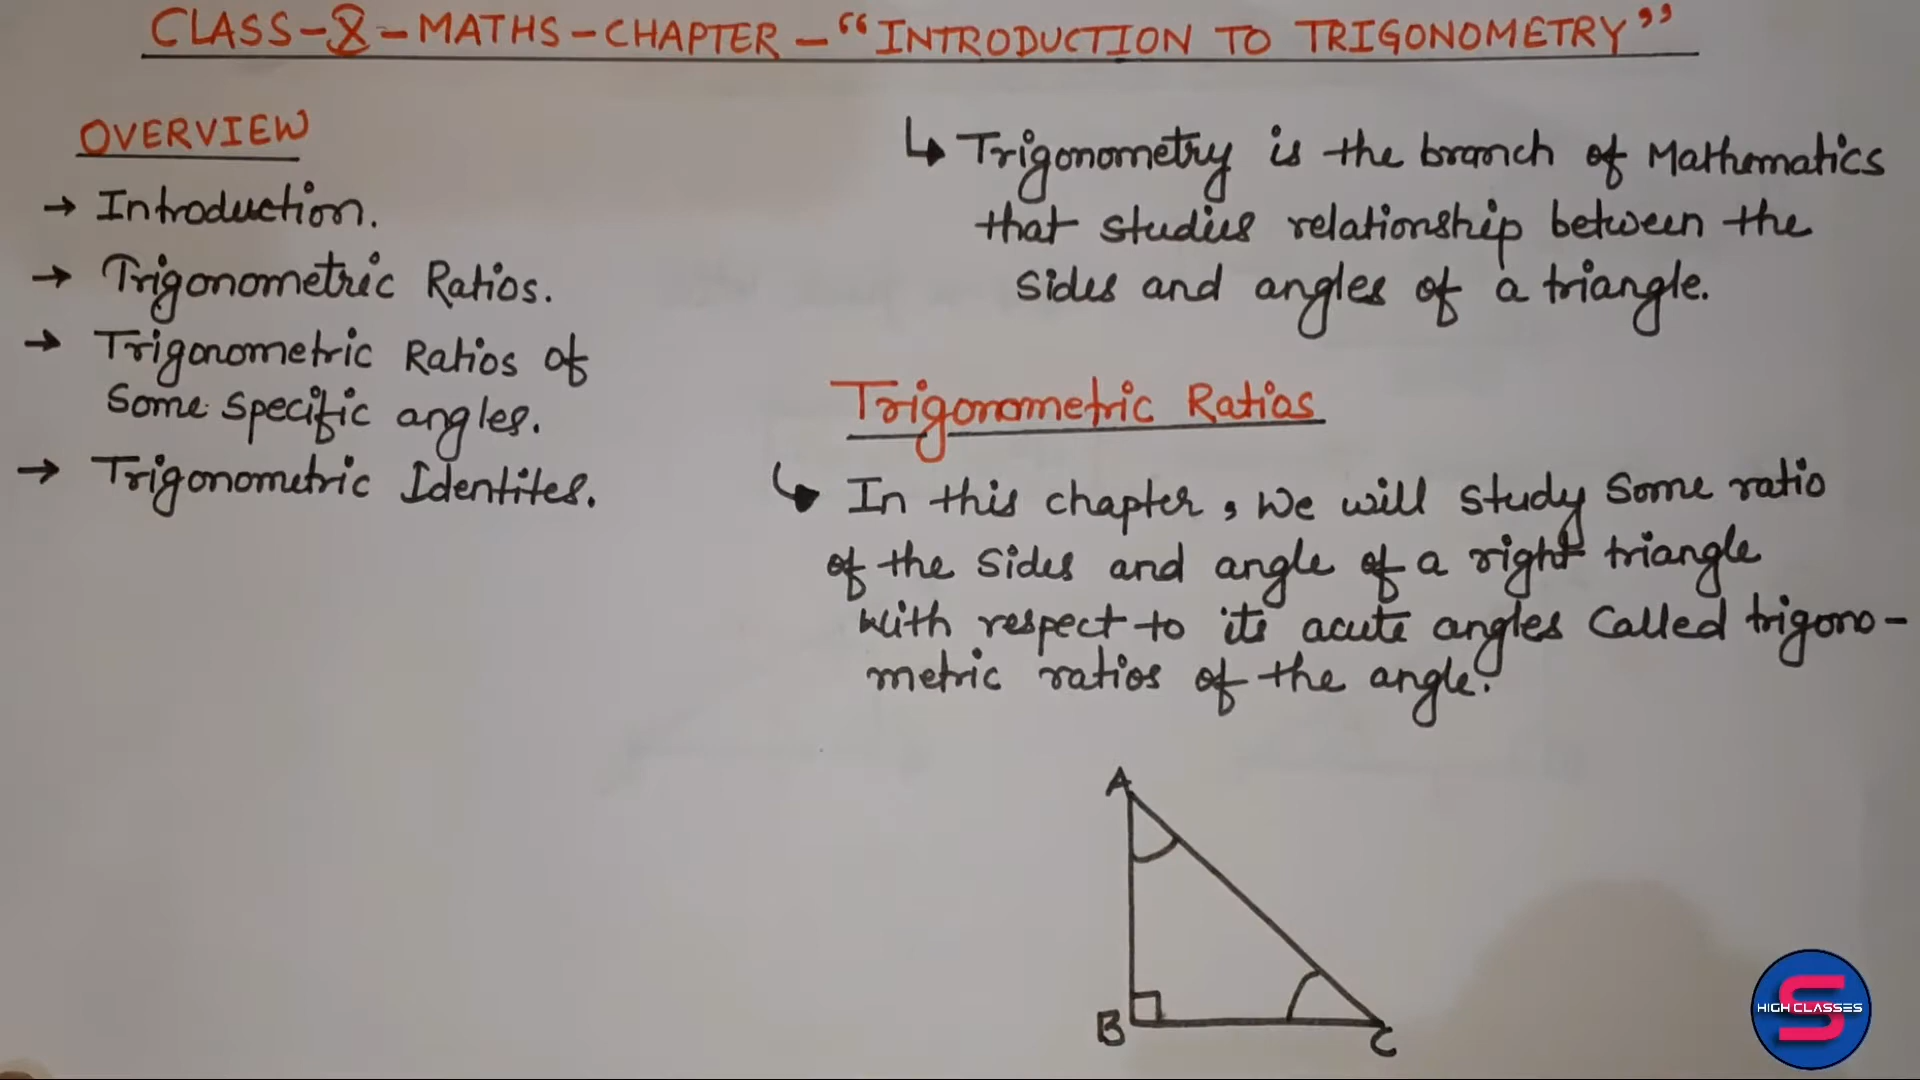 CLASS-X-MATHS-CHAPTER-“INTRODUCTION TO TRIGONOMETRY”
OVERVIEW
→ Introduction.
→ Trigonometric Ratios.
→ Trigonometric Ratios of
Some specific angles.
→ Trigonometric Identites.
↳ Trigonometry is the branch of Mathematics
that studies relationship between the
sides and angles of a triangle.
Trigonometric Ratios
↳ In this chapter, We will study some ratio
of the sides and angle of a right triangle
with respect to its acute angles called trigono-
metric ratios of the angle.
A
B
C
S
HIGH CLASSES